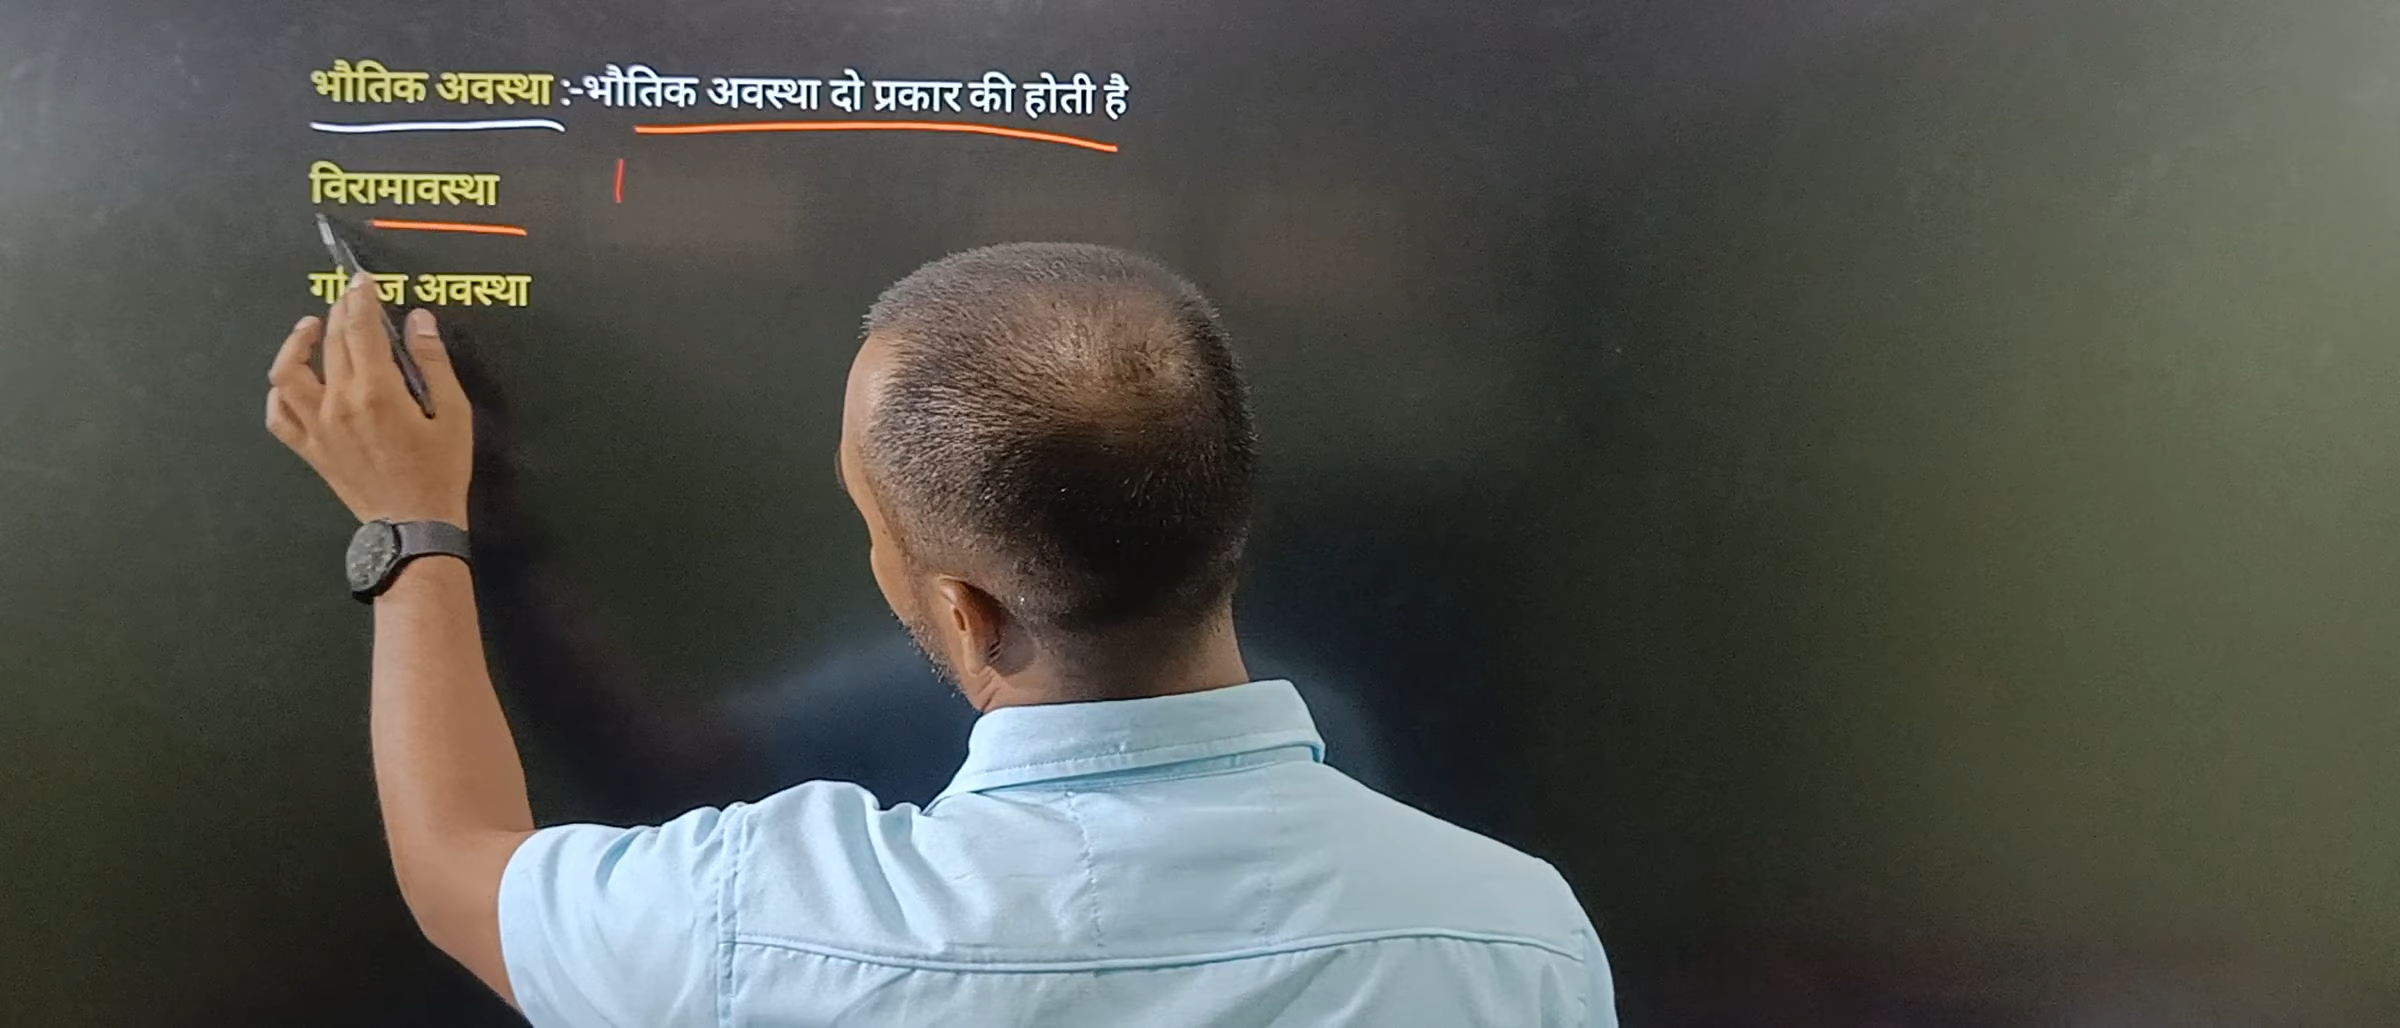 भौतिक अवस्था :-भौतिक अवस्था दो प्रकार की होती है
विरामावस्था
अवस्था